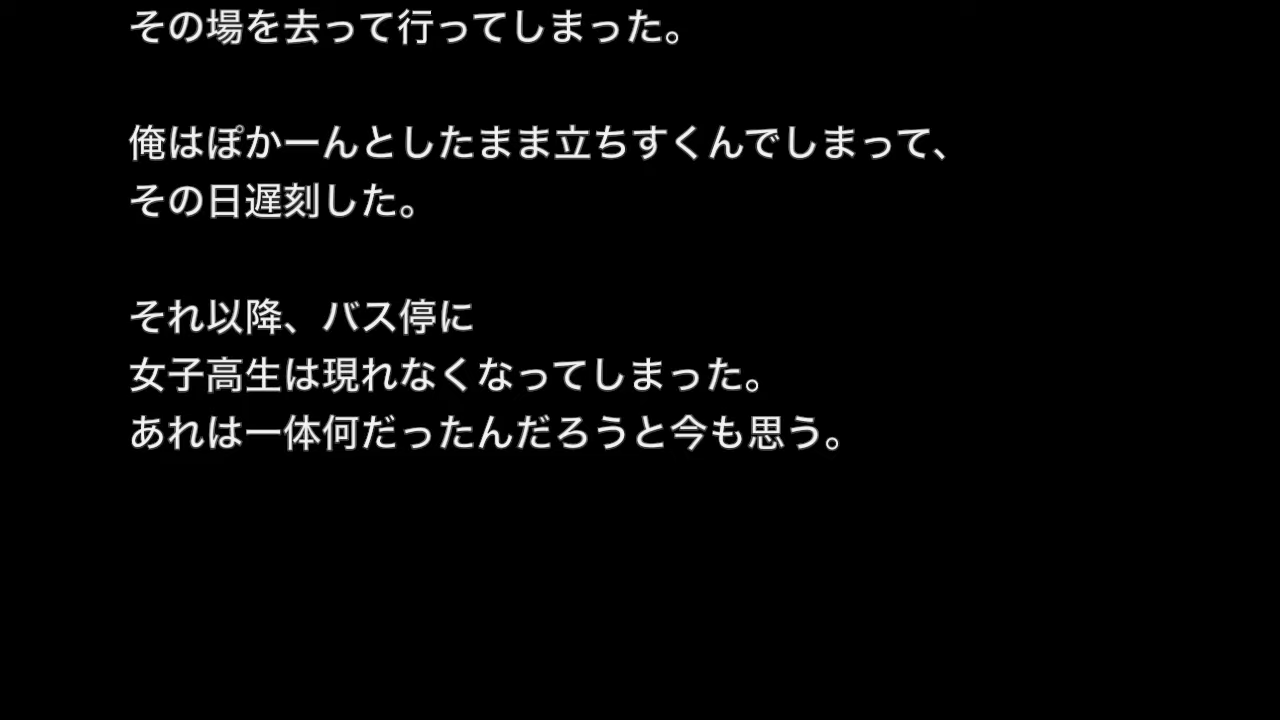 その場を去って行ってしまった。
俺はぽかーんとしたまま立ちすくんでしまって、
その日遅刻した。
それ以降、バス停に
女子高生は現れなくなってしまった。
あれは一体何だったんだろうと今も思う。